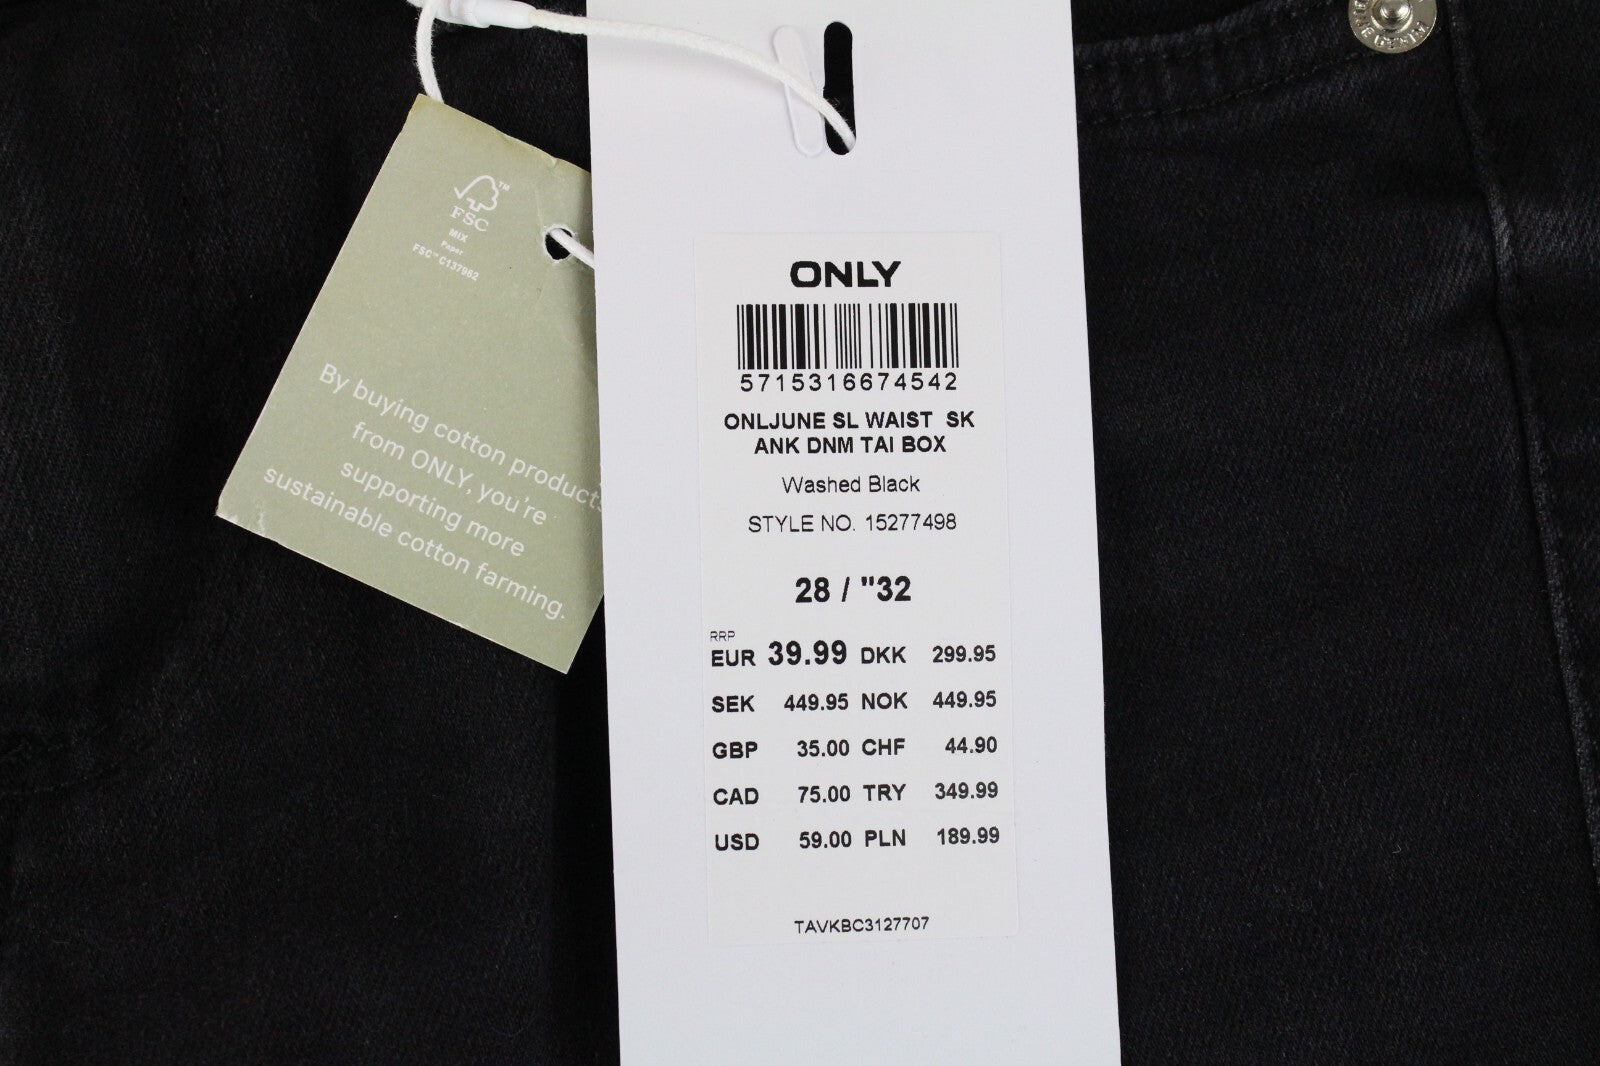 FSC™
MIX
Paper
FSC™ C137982
By buying cotton products
from ONLY, you're
supporting more
sustainable cotton farming.
ONLY
5715316674542
ONLJUNE SL WAIST SK
ANK DNM TAI BOX
Washed Black
STYLE NO. 15277498
28 / "32
RRP
EUR 39.99 DKK 299.95
SEK 449.95 NOK 449.95
GBP 35.00 CHF 44.90
CAD 75.00 TRY 349.99
USD 59.00 PLN 189.99
TAVKBC3127707